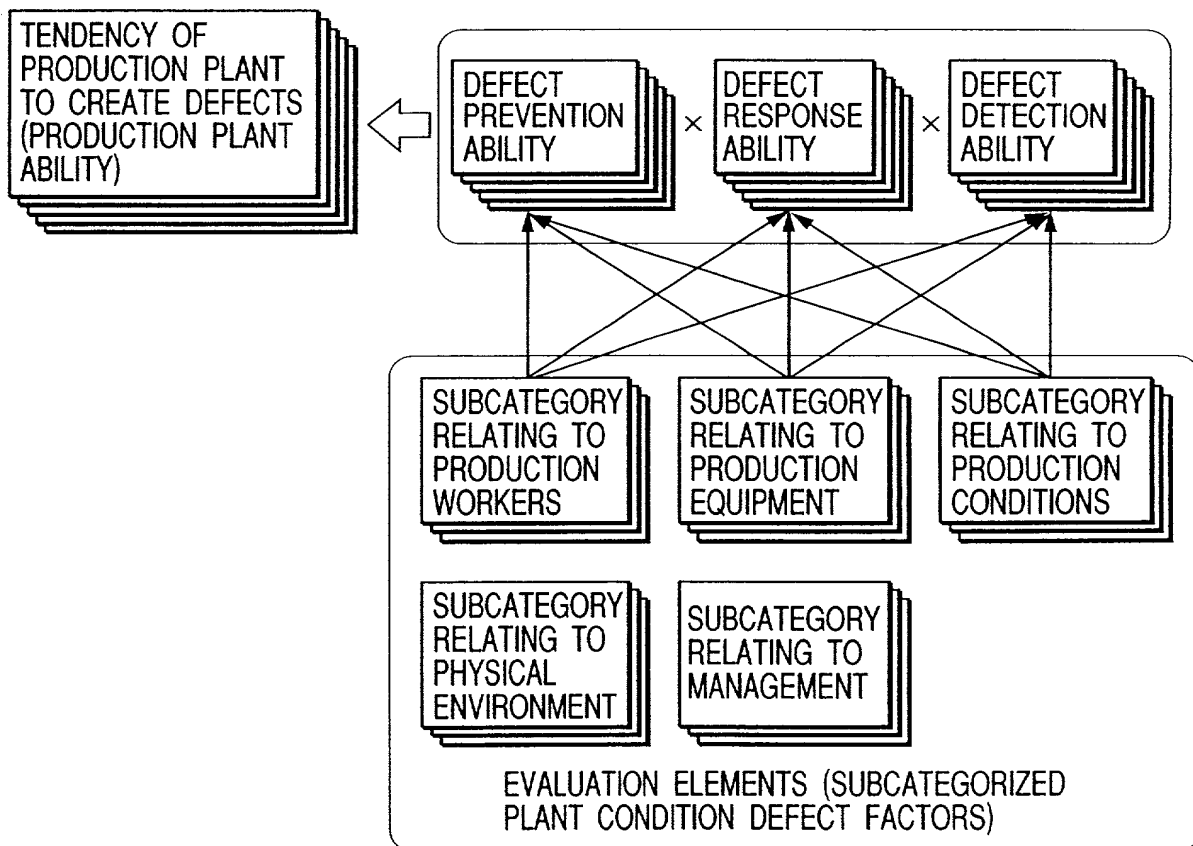 TENDENCY OF
PRODUCTION PLANT
TO CREATE DEFECTS
(PRODUCTION PLANT
ABILITY)
DEFECT
PREVENTION
ABILITY
×
DEFECT
RESPONSE
ABILITY
×
DEFECT
DETECTION
ABILITY
SUBCATEGORY
RELATING TO
PRODUCTION
WORKERS
SUBCATEGORY
RELATING TO
PRODUCTION
EQUIPMENT
SUBCATEGORY
RELATING TO
PRODUCTION
CONDITIONS
SUBCATEGORY
RELATING TO
PHYSICAL
ENVIRONMENT
SUBCATEGORY
RELATING TO
MANAGEMENT
EVALUATION ELEMENTS (SUBCATEGORIZED
PLANT CONDITION DEFECT FACTORS)